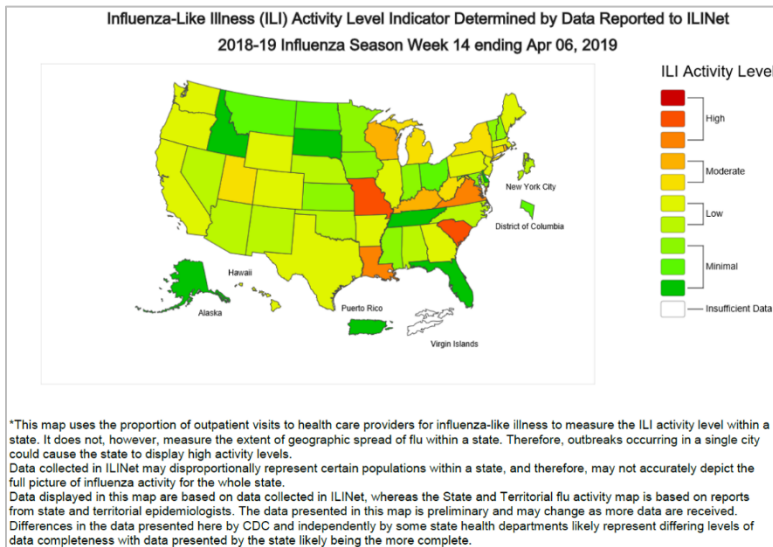 Influenza-Like Illness (ILI) Activity Level Indicator Determined by Data Reported to ILINet
2018-19 Influenza Season Week 14 ending Apr 06, 2019
ILI Activity Level
High
Moderate
Low
Minimal
Insufficient Data
New York City
District of Columbia
Hawaii
Alaska
Puerto Rico
Virgin Islands
*This map uses the proportion of outpatient visits to health care providers for influenza-like illness to measure the ILI activity level within a
state. It does not, however, measure the extent of geographic spread of flu within a state. Therefore, outbreaks occurring in a single city
could cause the state to display high activity levels.
Data collected in ILINet may disproportionally represent certain populations within a state, and therefore, may not accurately depict the
full picture of influenza activity for the whole state.
Data displayed in this map are based on data collected in ILINet, whereas the State and Territorial flu activity map is based on reports
from state and territorial epidemiologists. The data presented in this map is preliminary and may change as more data are received.
Differences in the data presented here by CDC and independently by some state health departments likely represent differing levels of
data completeness with data presented by the state likely being the more complete.